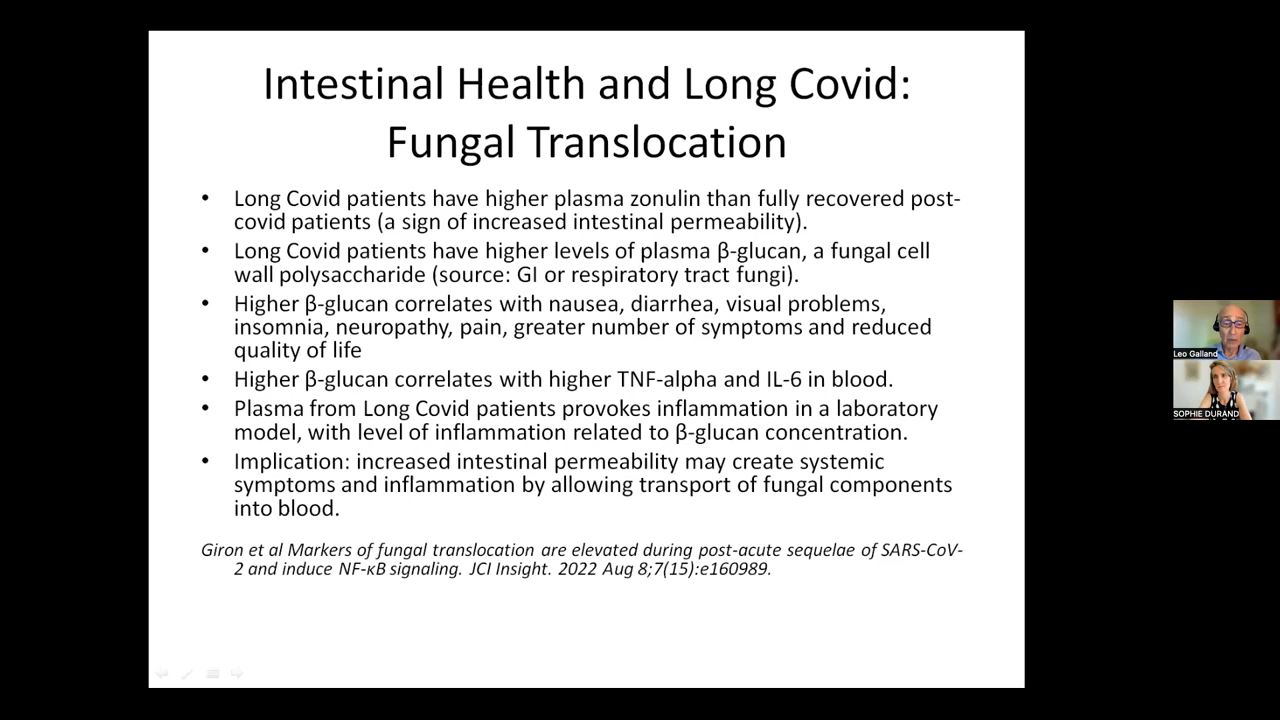 Intestinal Health and Long Covid:
Fungal Translocation
• Long Covid patients have higher plasma zonulin than fully recovered post-
covid patients (a sign of increased intestinal permeability).
• Long Covid patients have higher levels of plasma β-glucan, a fungal cell
wall polysaccharide (source: GI or respiratory tract fungi).
• Higher β-glucan correlates with nausea, diarrhea, visual problems,
insomnia, neuropathy, pain, greater number of symptoms and reduced
quality of life
• Higher β-glucan correlates with higher TNF-alpha and IL-6 in blood.
• Plasma from Long Covid patients provokes inflammation in a laboratory
model, with level of inflammation related to β-glucan concentration.
• Implication: increased intestinal permeability may create systemic
symptoms and inflammation by allowing transport of fungal components
into blood.
Giron et al Markers of fungal translocation are elevated during post-acute sequelae of SARS-CoV-
2 and induce NF-κB signaling. JCI Insight. 2022 Aug 8;7(15):e160989.
Leo Galland
SOPHIE DURAND